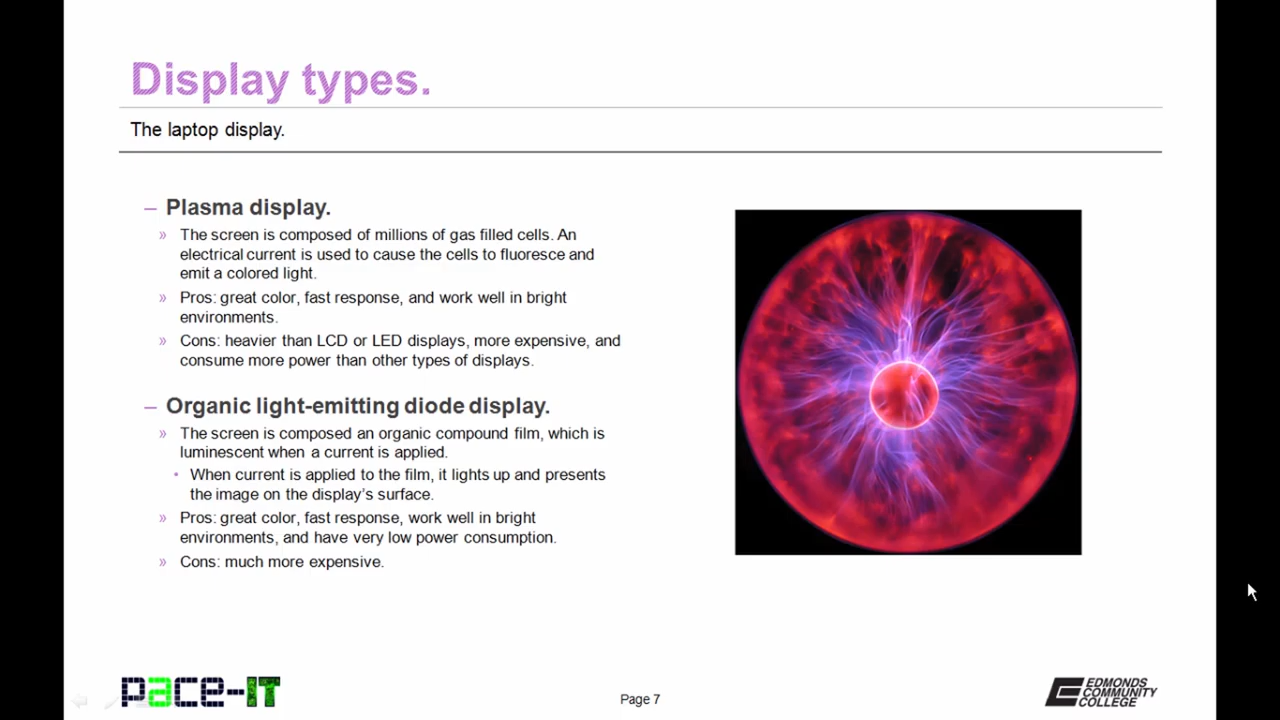 Display types.
The laptop display.
– Plasma display.
» The screen is composed of millions of gas filled cells. An
electrical current is used to cause the cells to fluoresce and
emit a colored light.
» Pros: great color, fast response, and work well in bright
environments.
» Cons: heavier than LCD or LED displays, more expensive, and
consume more power than other types of displays.
– Organic light-emitting diode display.
» The screen is composed an organic compound film, which is
luminescent when a current is applied.
• When current is applied to the film, it lights up and presents
the image on the display’s surface.
» Pros: great color, fast response, work well in bright
environments, and have very low power consumption.
» Cons: much more expensive.
pace-IT
Page 7
EDMONDS
COMMUNITY
COLLEGE